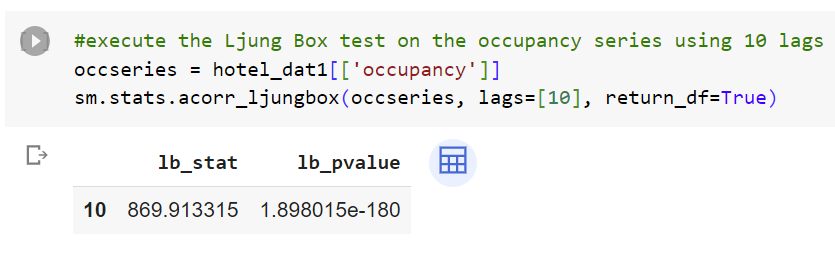 #execute the Ljung Box test on the occupancy series using 10 lags
occseries = hotel_dat1[['occupancy']]
sm.stats.acorr_ljungbox(occseries, lags=[10], return_df=True)
lb_stat lb_pvalue
10 869.913315 1.898015e-180